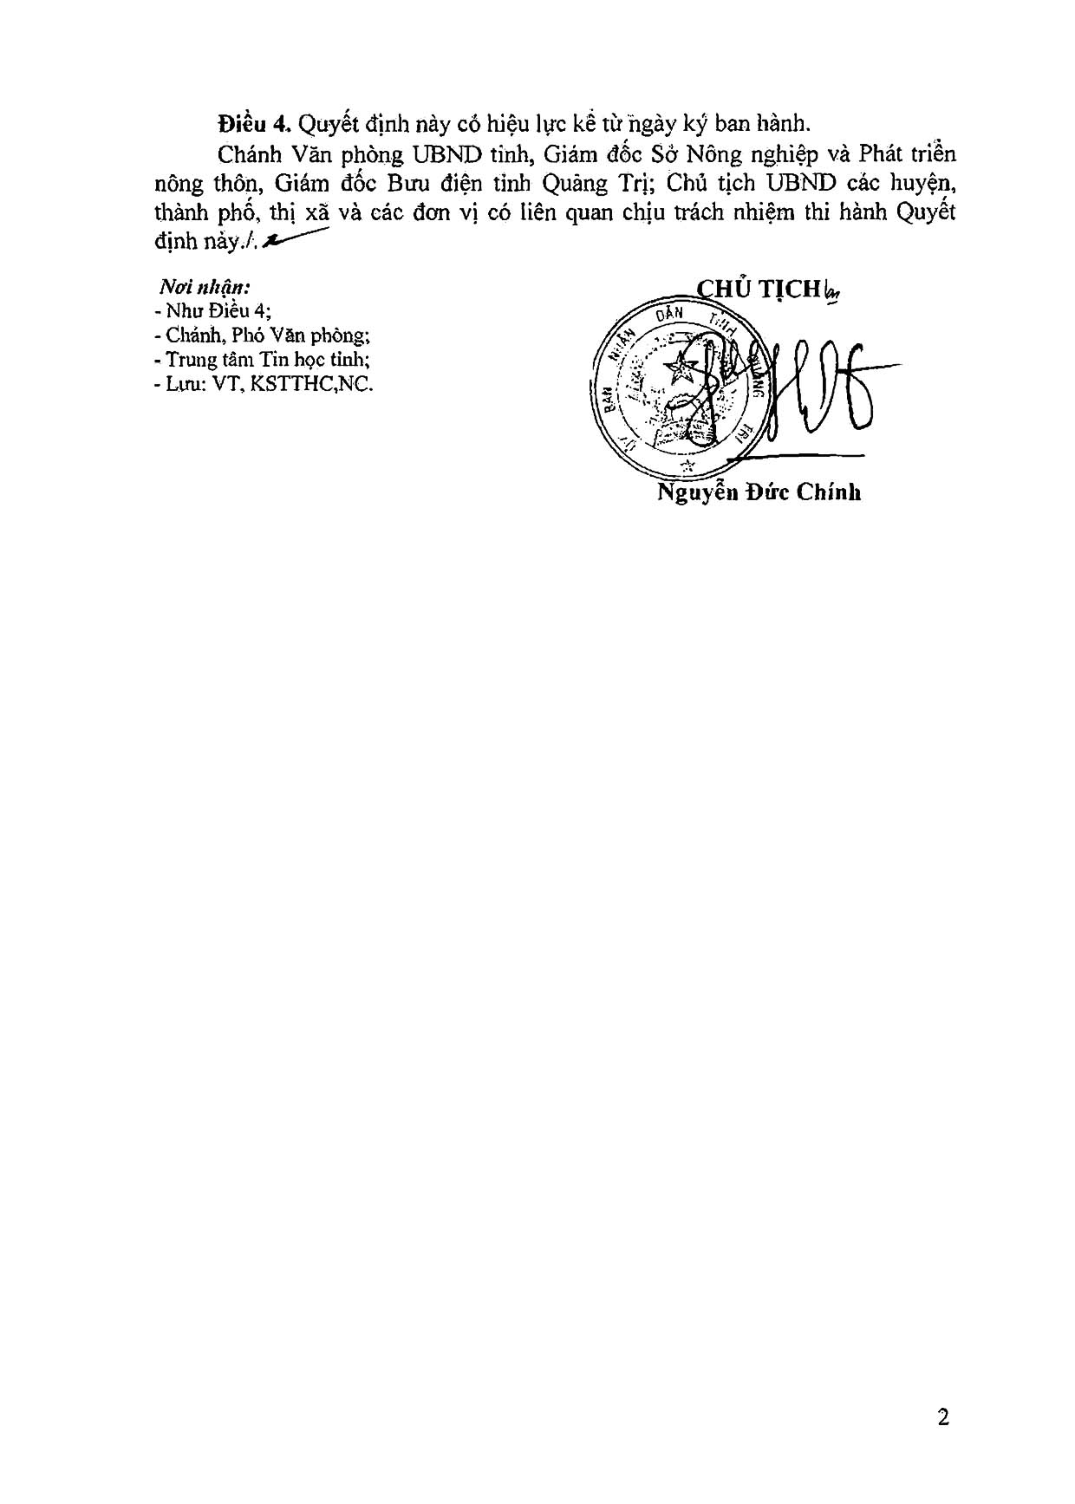 Điều 4. Quyết định này có hiệu lực kể từ ngày ký ban hành.
Chánh Văn phòng UBND tỉnh, Giám đốc Sở Nông nghiệp và Phát triển
nông thôn, Giám đốc Bưu điện tỉnh Quảng Trị; Chủ tịch UBND các huyện,
thành phố, thị xã và các đơn vị có liên quan chịu trách nhiệm thi hành Quyết
định này./.
Nơi nhận:
- Như Điều 4;
- Chánh, Phó Văn phòng;
- Trung tâm Tin học tỉnh;
- Lưu: VT, KSTTHC,NC.
CHỦ TỊCH
ỦY BAN NHÂN DÂN TỈNH QUẢNG TRỊ
Nguyễn Đức Chính
2